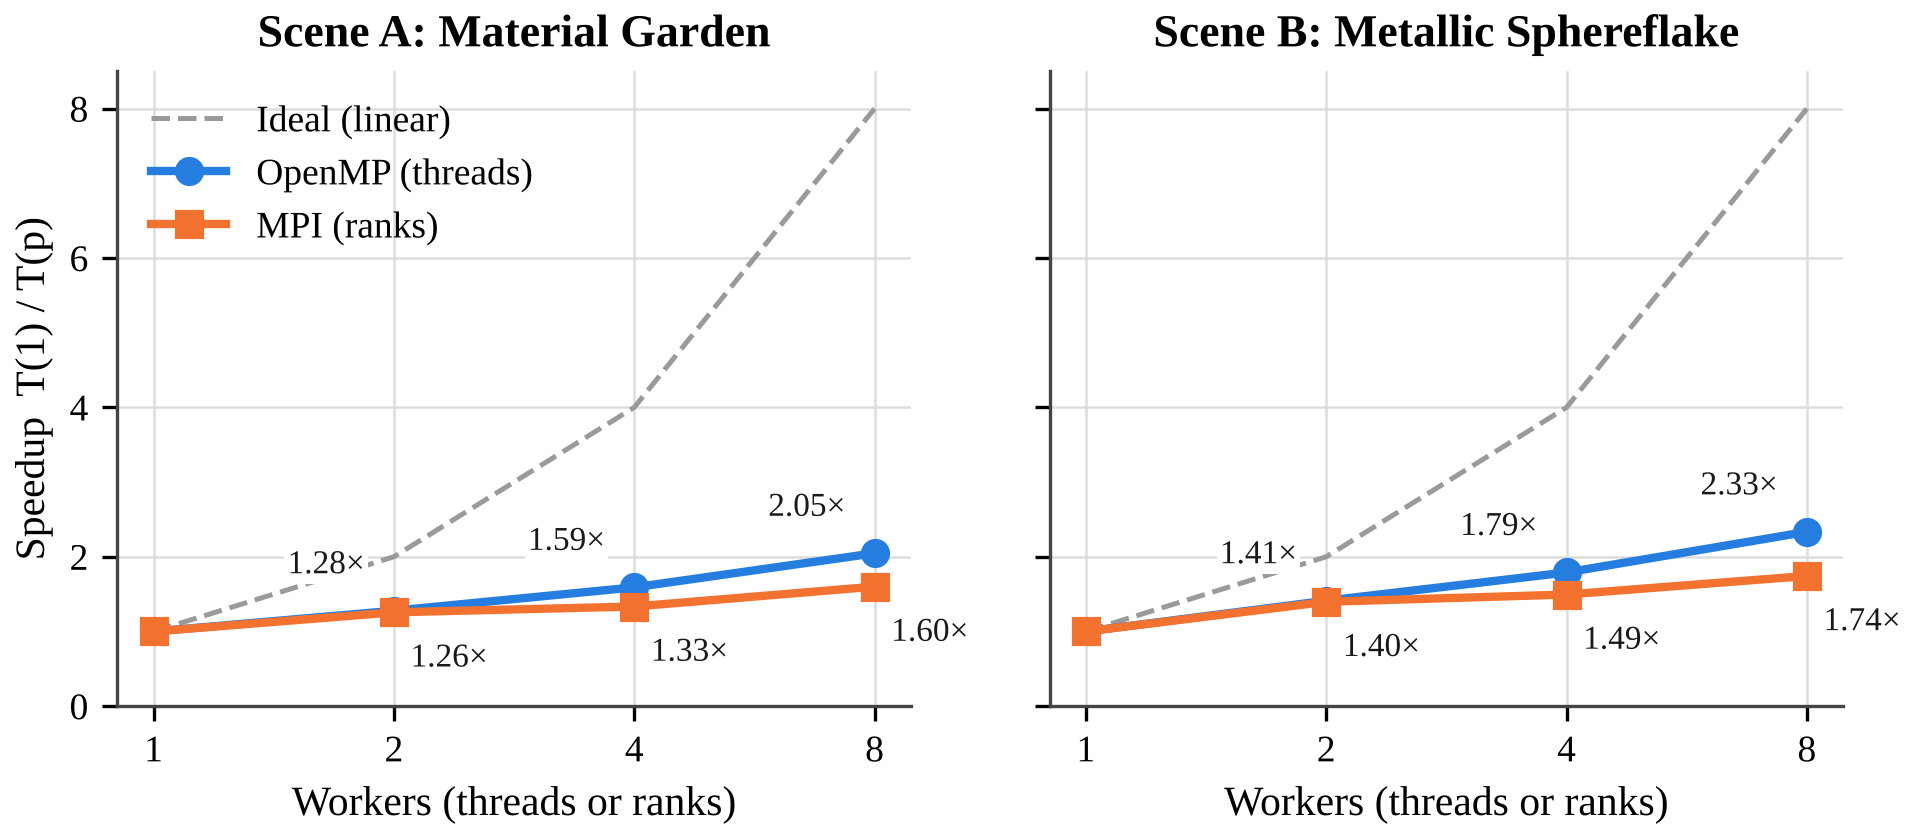 Scene A: Material Garden
Ideal (linear)
OpenMP (threads)
MPI (ranks)
Speedup T(1) / T(p)
8
6
4
2
0
1.28×
1.59×
2.05×
1.26×
1.33×
1.60×
1 2 4 8
Workers (threads or ranks)
Scene B: Metallic Sphereflake
1.41×
1.79×
2.33×
1.40×
1.49×
1.74×
1 2 4 8
Workers (threads or ranks)